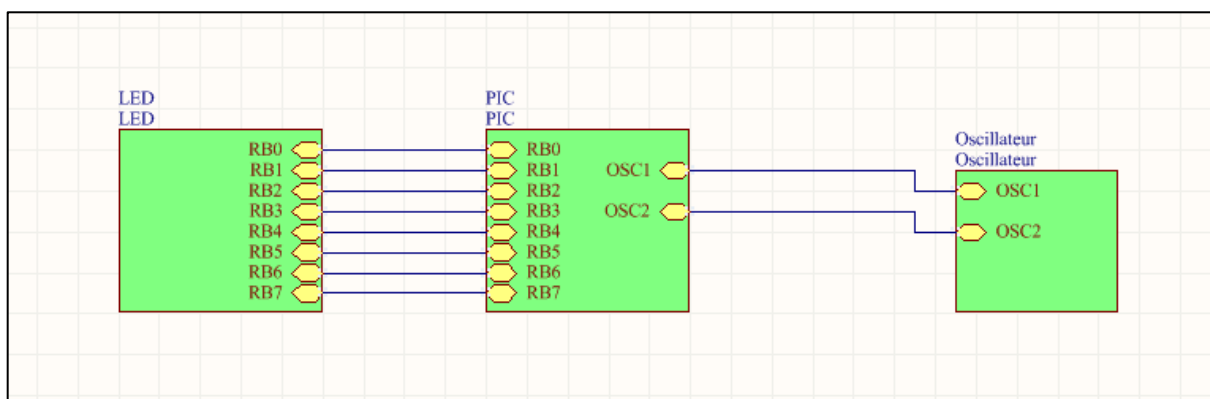 LED
LED
RB0
RB1
RB2
RB3
RB4
RB5
RB6
RB7
PIC
PIC
RB0
RB1
RB2
RB3
RB4
RB5
RB6
RB7
OSC1
OSC2
Oscillateur
Oscillateur
OSC1
OSC2